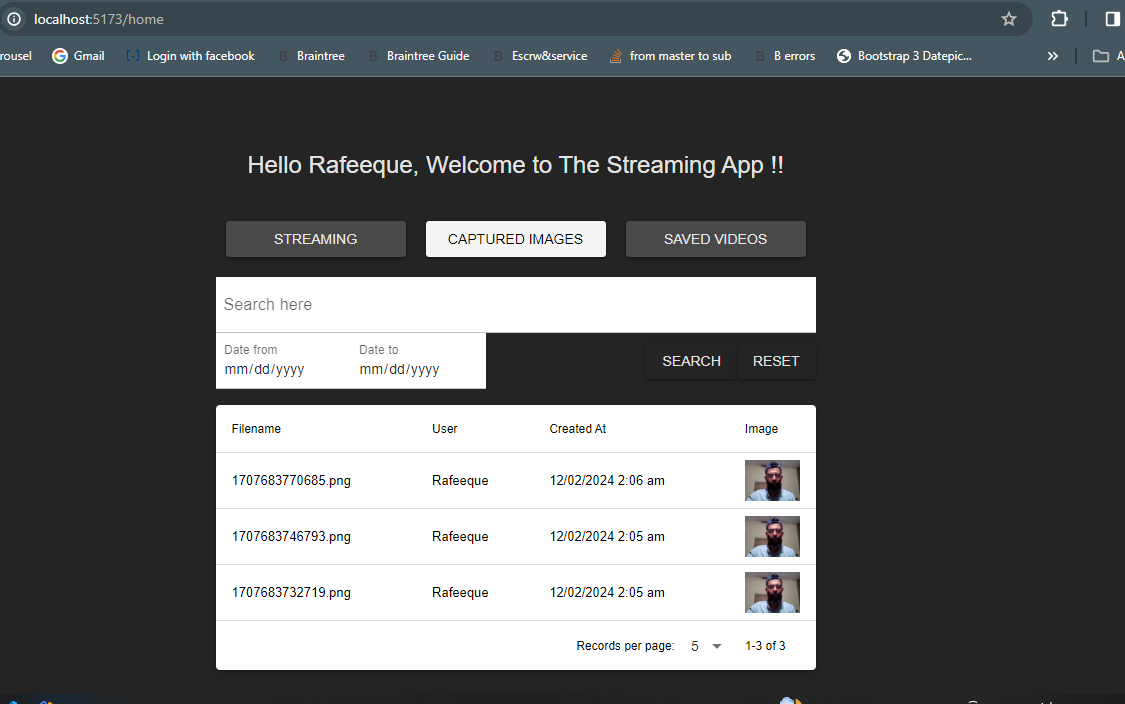 localhost:5173/home
rousel Gmail Login with facebook Braintree Braintree Guide Escrw&service from master to sub B errors Bootstrap 3 Datepic... » A
Hello Rafeeque, Welcome to The Streaming App !!
STREAMING CAPTURED IMAGES SAVED VIDEOS
Search here
Date from Date to
mm/dd/yyyy mm/dd/yyyy
SEARCH RESET
Filename User Created At Image
1707683770685.png Rafeeque 12/02/2024 2:06 am
1707683746793.png Rafeeque 12/02/2024 2:05 am
1707683732719.png Rafeeque 12/02/2024 2:05 am
Records per page: 5 1-3 of 3